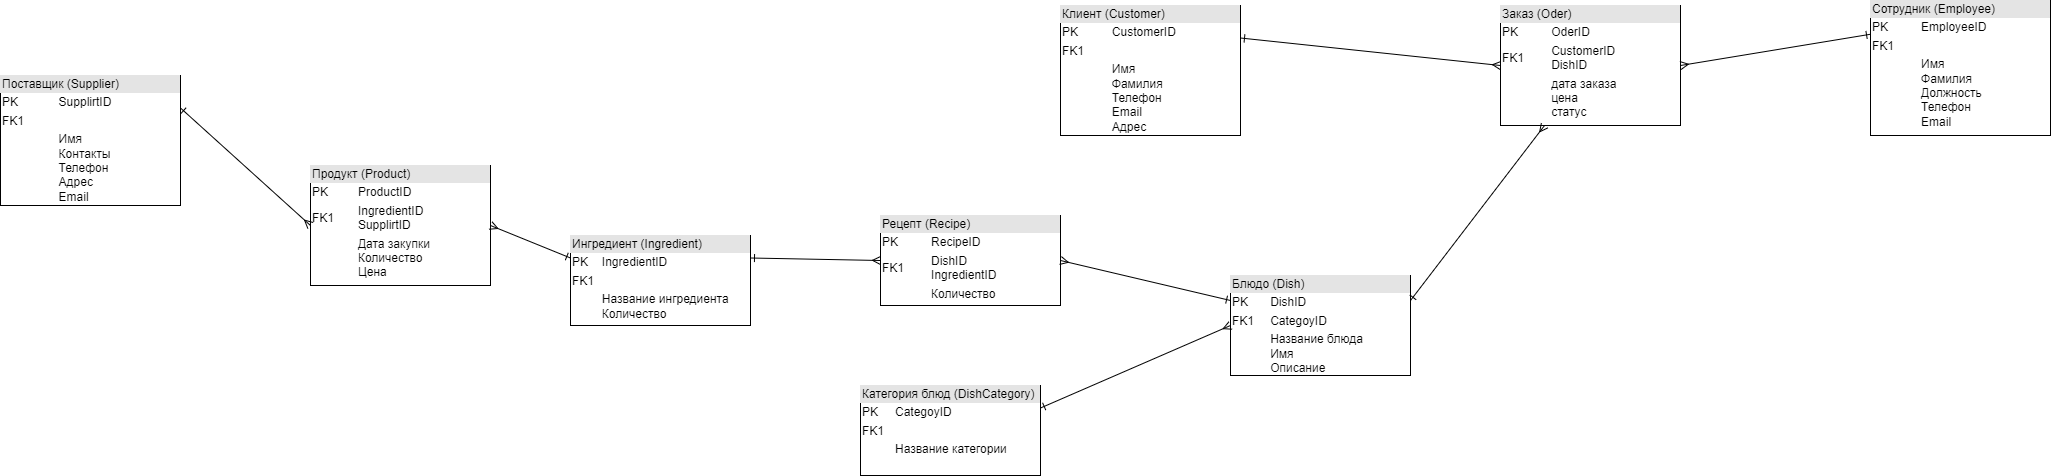 Поставщик (Supplier)
PK SupplirtID
FK1
Имя
Контакты
Телефон
Адрес
Email
Продукт (Product)
PK ProductID
IngredientID
FK1
SupplirtID
Дата закупки
Количество
Цена
Ингредиент (Ingredient)
PK IngredientID
FK1
Название ингредиента
Количество
Рецепт (Recipe)
PK RecipeID
DishID
FK1
IngredientID
Количество
Категория блюд (DishCategory)
PK CategoyID
FK1
Название категории
Блюдо (Dish)
PK DishID
FK1 CategoyID
Название блюда
Имя
Описание
Клиент (Customer)
PK CustomerID
FK1
Имя
Фамилия
Телефон
Email
Адрес
Заказ (Oder)
PK OderID
CustomerID
FK1
DishID
дата заказа
цена
статус
Сотрудник (Employee)
PK EmployeeID
FK1
Имя
Фамилия
Должность
Телефон
Email